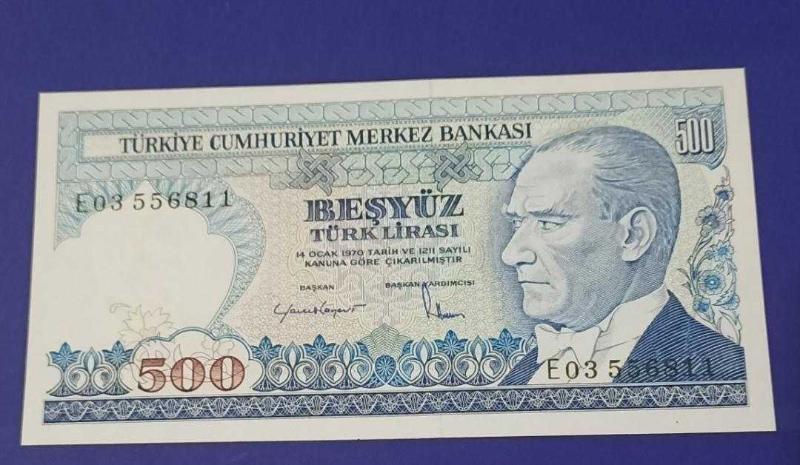 TÜRKİYE CUMHURİYET MERKEZ BANKASI
500
E03 556811
BEŞYÜZ
TÜRK LİRASI
14 OCAK 1970 TARİH VE 1211 SAYILI
KANUNA GÖRE ÇIKARILMIŞTIR
BAŞKAN
BAŞKAN YARDIMCISI
500
E03 556811